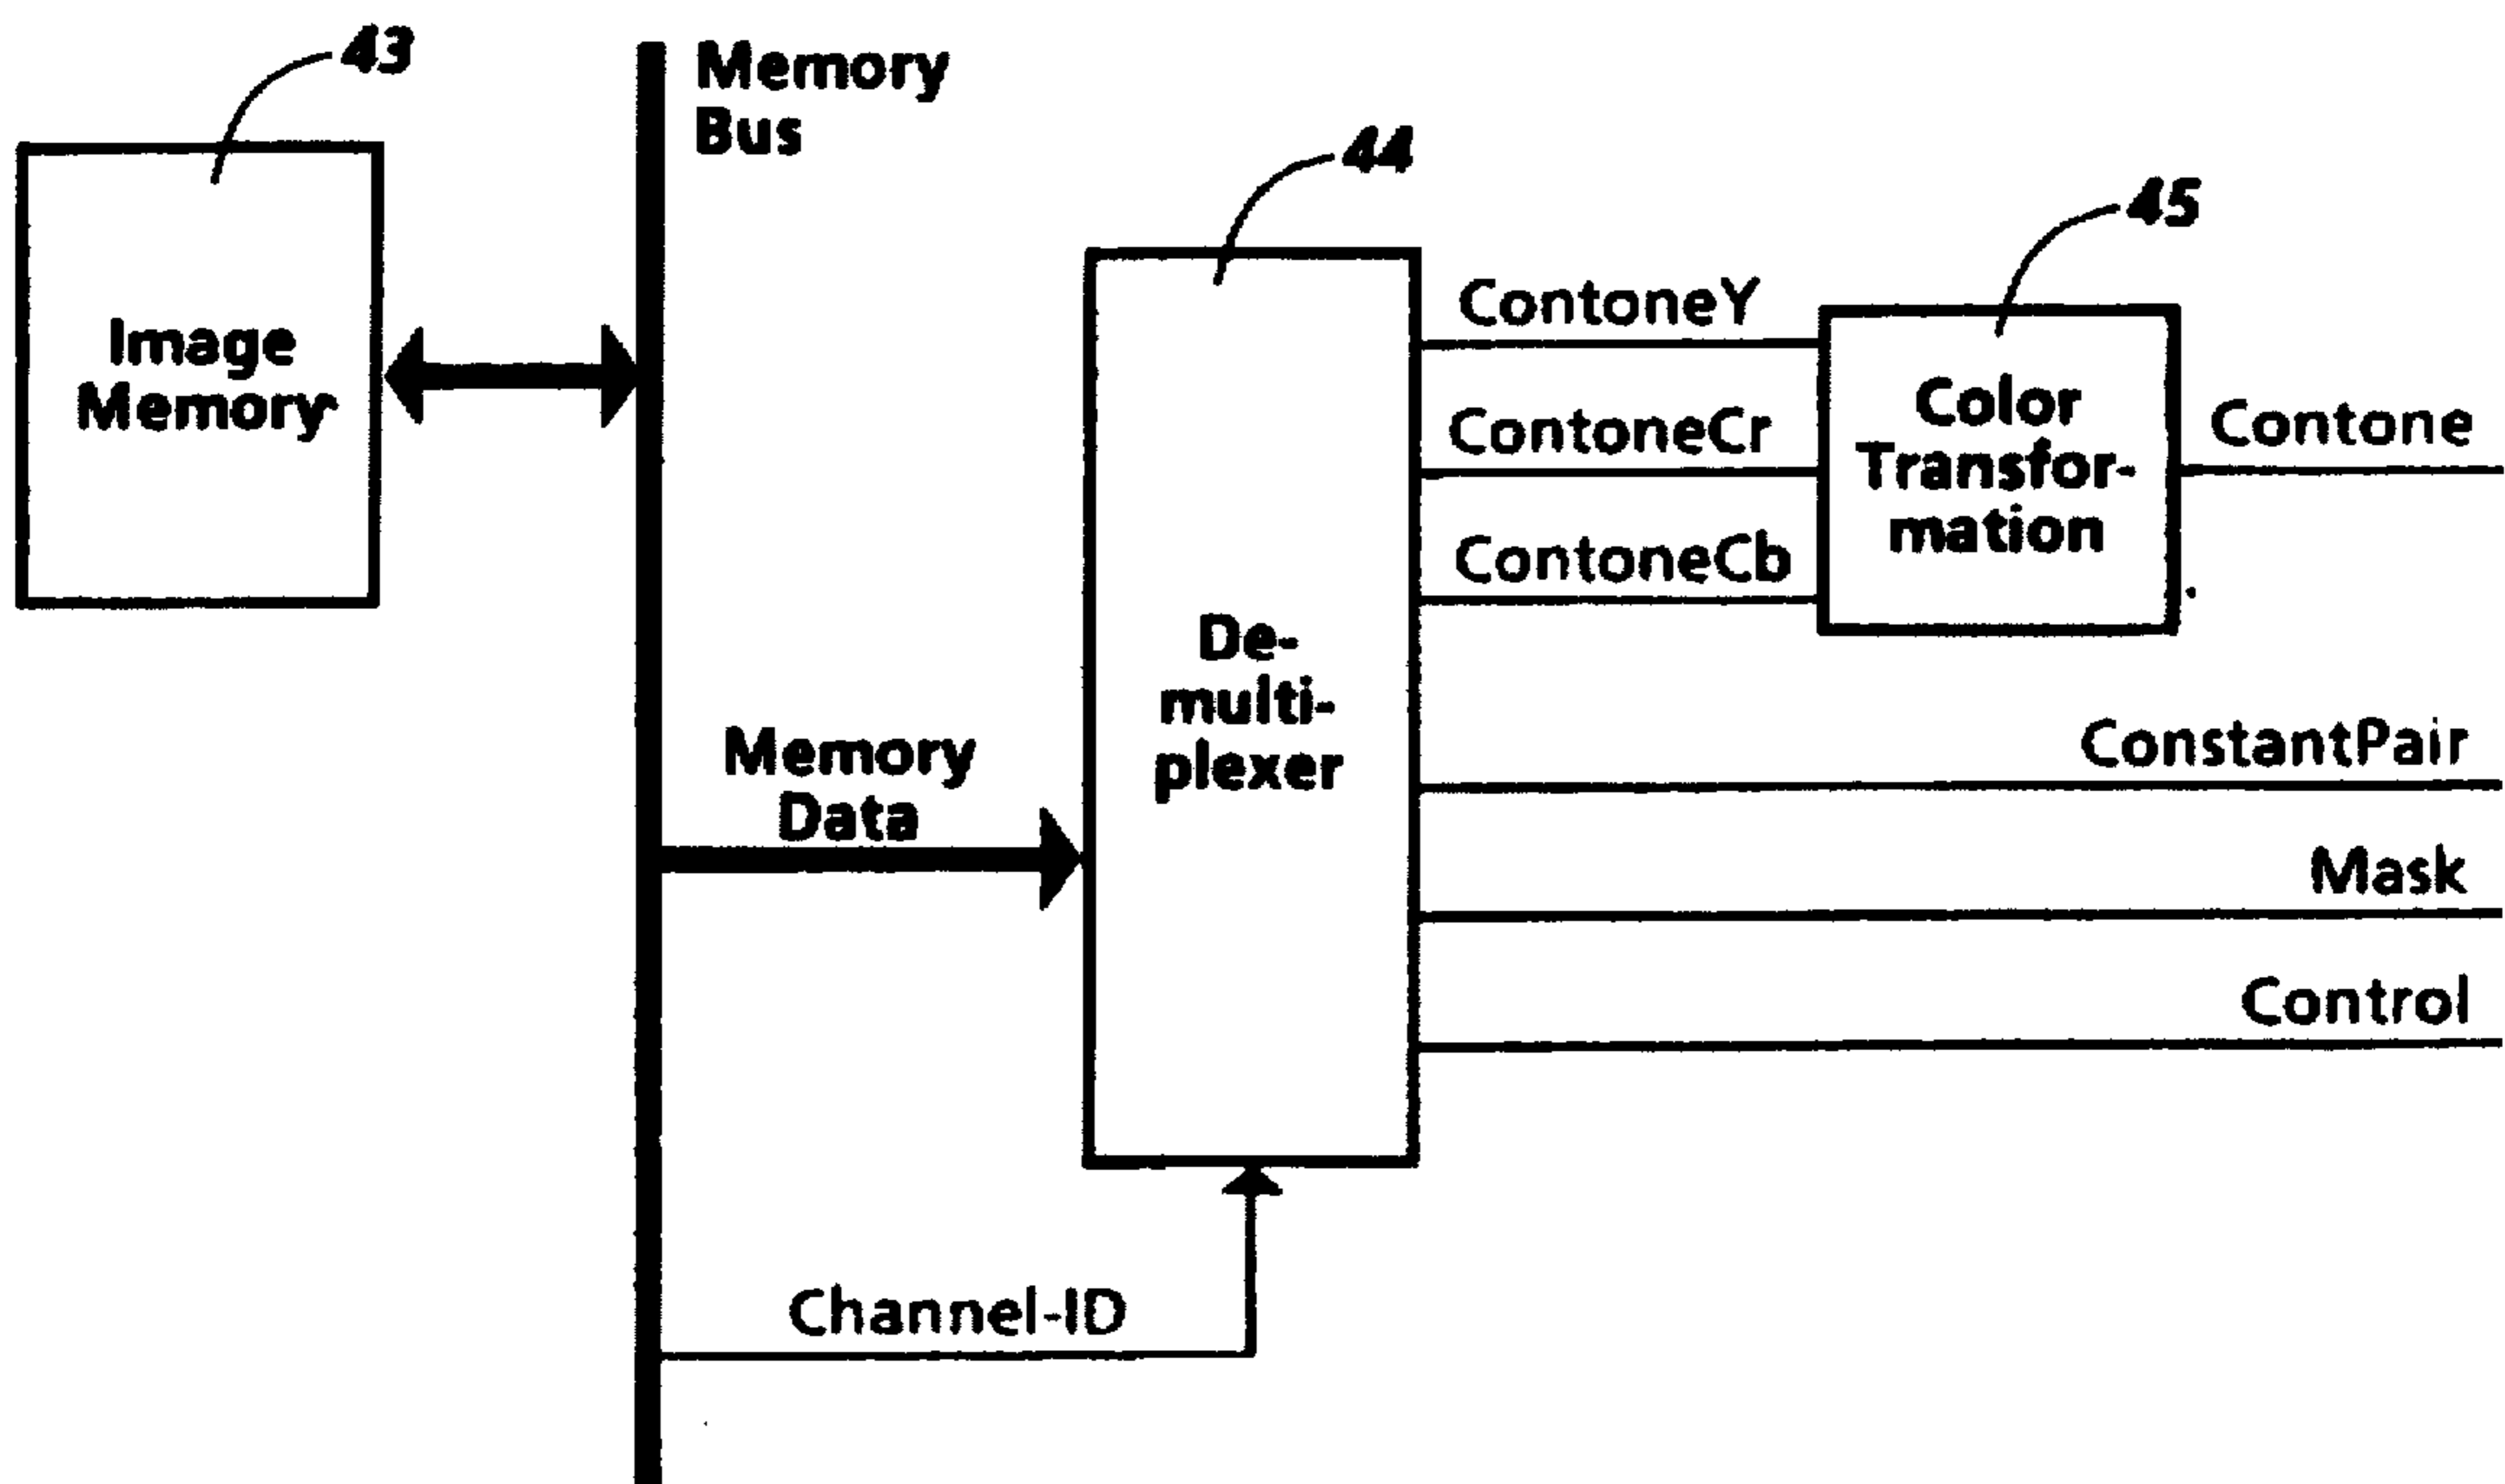 43
Memory
Bus
44
45
Image
Memory
ContoneY
ContoneCr
ContoneCb
Color
Transfor-
mation
Contone
De-
multi-
plexer
Memory
Data
ConstantPair
Mask
Control
Channel-ID